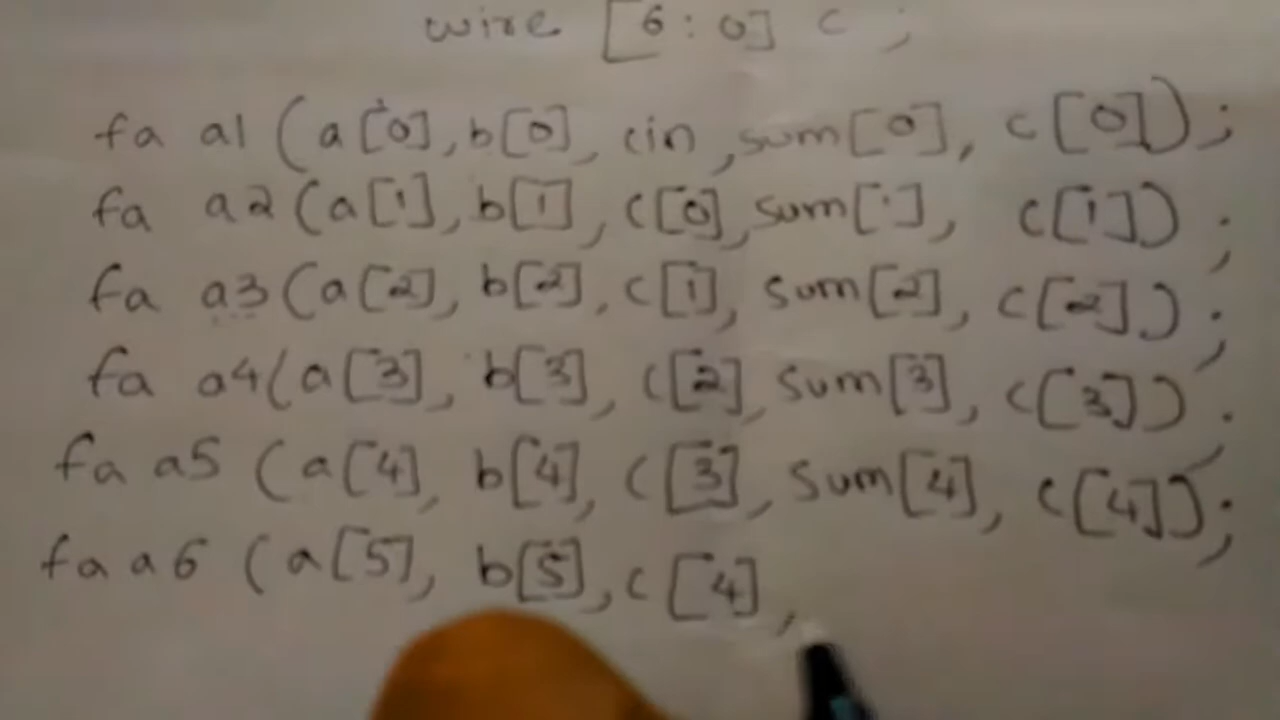 wire [6:0] c ;
fa a1 (a[0], b[0], cin, sum[0], c[0]);
fa a2 (a[1], b[1], c[0], sum[1], c[1]);
fa a3 (a[2], b[2], c[1], sum[2], c[2]);
fa a4 (a[3], b[3], c[2], sum[3], c[3]);
fa a5 (a[4], b[4], c[3], sum[4], c[4]);
fa a6 (a[5], b[5], c[4],